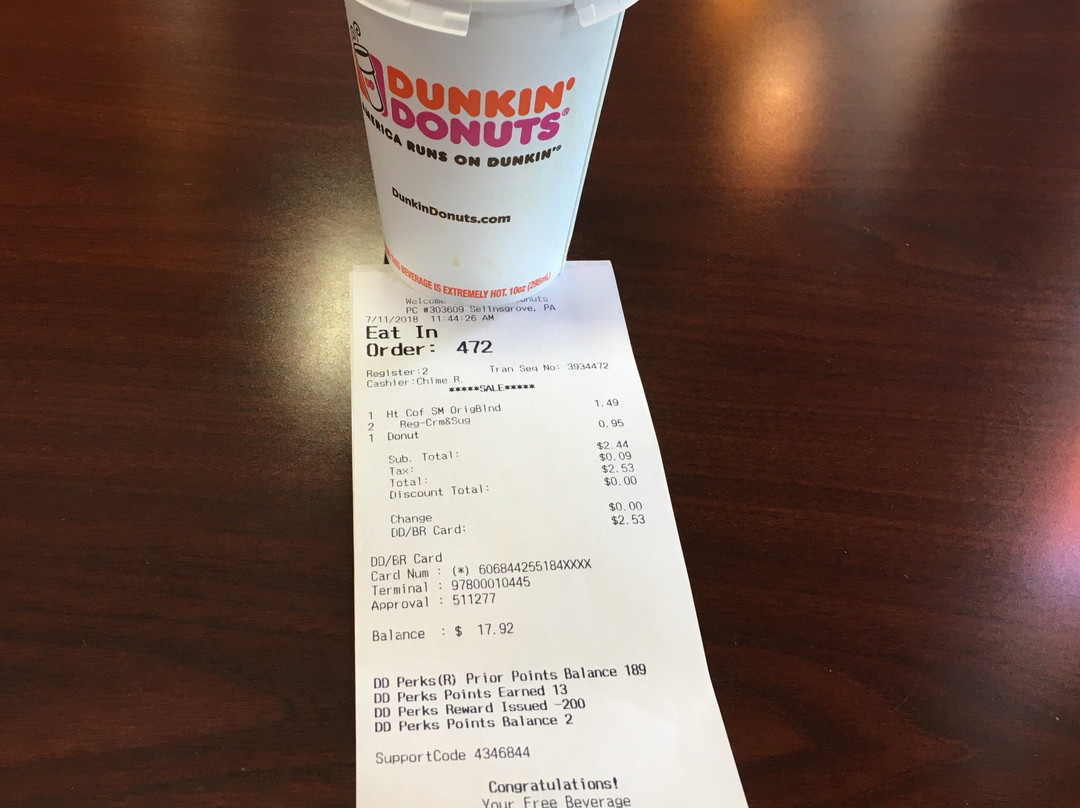 DUNKIN'
DONUTS®
AMERICA RUNS ON DUNKIN'®
DunkinDonuts.com
BEVERAGE IS EXTREMELY HOT. 10oz
Welcome
PC #303609 Selinsgrove, PA
7/11/2018 11:44:26 AM
Eat In
Order: 472
Register:2 Tran Seq No: 3934472
Cashier:Chime R.
*****SALE*****
1 Ht Cof SM OrigBlnd 1.49
2 Reg-Crm&Sug
1 Donut 0.95
Sub. Total: $2.44
Tax: $0.09
Total: $2.53
Discount Total: $0.00
Change $0.00
DD/BR Card: $2.53
DD/BR Card
Card Num : (*) 606844255184XXXX
Terminal : 97800010445
Approval : 511277
Balance : $ 17.92
DD Perks(R) Prior Points Balance 189
DD Perks Points Earned 13
DD Perks Reward Issued -200
DD Perks Points Balance 2
SupportCode 4346844
Congratulations!
Your Free Beverage